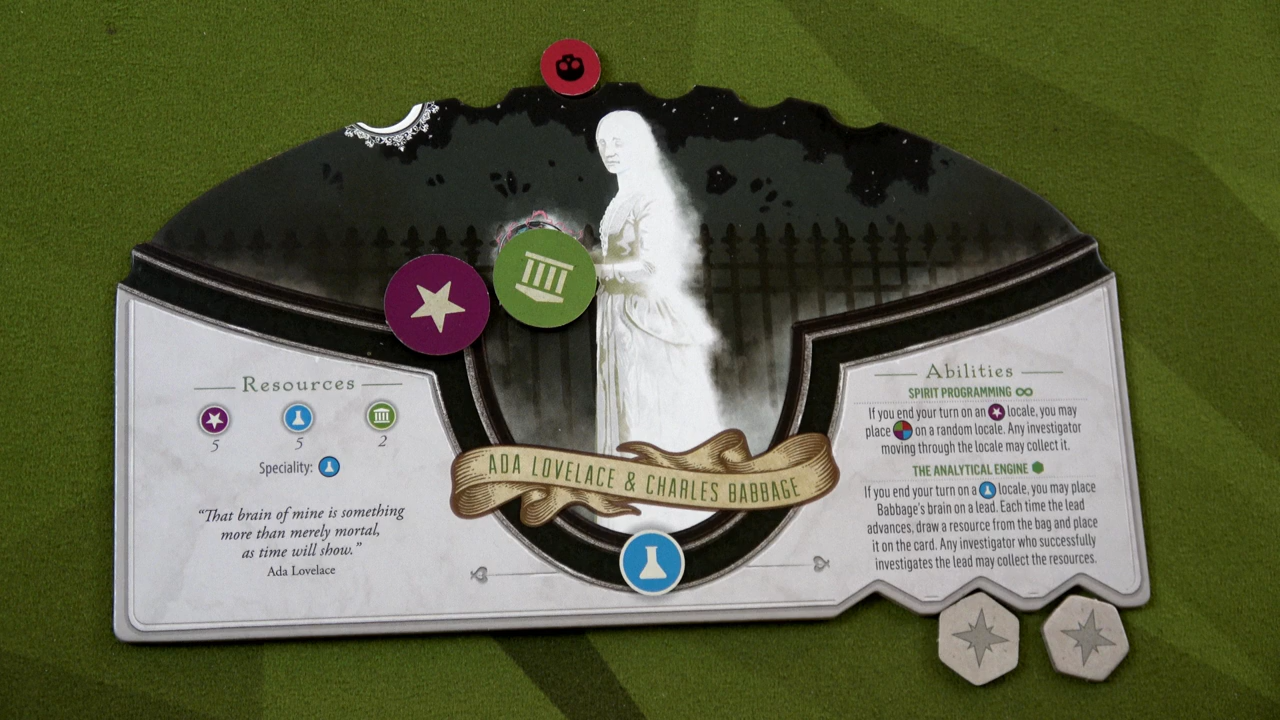 Resources
5
5
2
Speciality:
“That brain of mine is something
more than merely mortal,
as time will show.”
Ada Lovelace
ADA LOVELACE & CHARLES BABBAGE
Abilities
SPIRIT PROGRAMMING ∞
If you end your turn on an locale, you may
place on a random locale. Any investigator
moving through the locale may collect it.
THE ANALYTICAL ENGINE
If you end your turn on a locale, you may place
Babbage's brain on a lead. Each time the lead
advances, draw a resource from the bag and place
it on the card. Any investigator who successfully
investigates the lead may collect the resources.